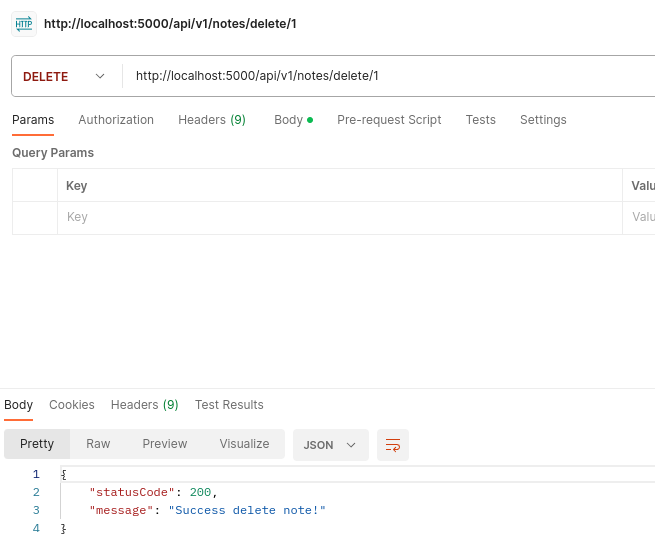 HTTP http://localhost:5000/api/v1/notes/delete/1
DELETE http://localhost:5000/api/v1/notes/delete/1
Params Authorization Headers (9) Body Pre-request Script Tests Settings
Query Params
Key Valu
Key Valu
Body Cookies Headers (9) Test Results
Pretty Raw Preview Visualize JSON
1 {
2 "statusCode": 200,
3 "message": "Success delete note!"
4 }